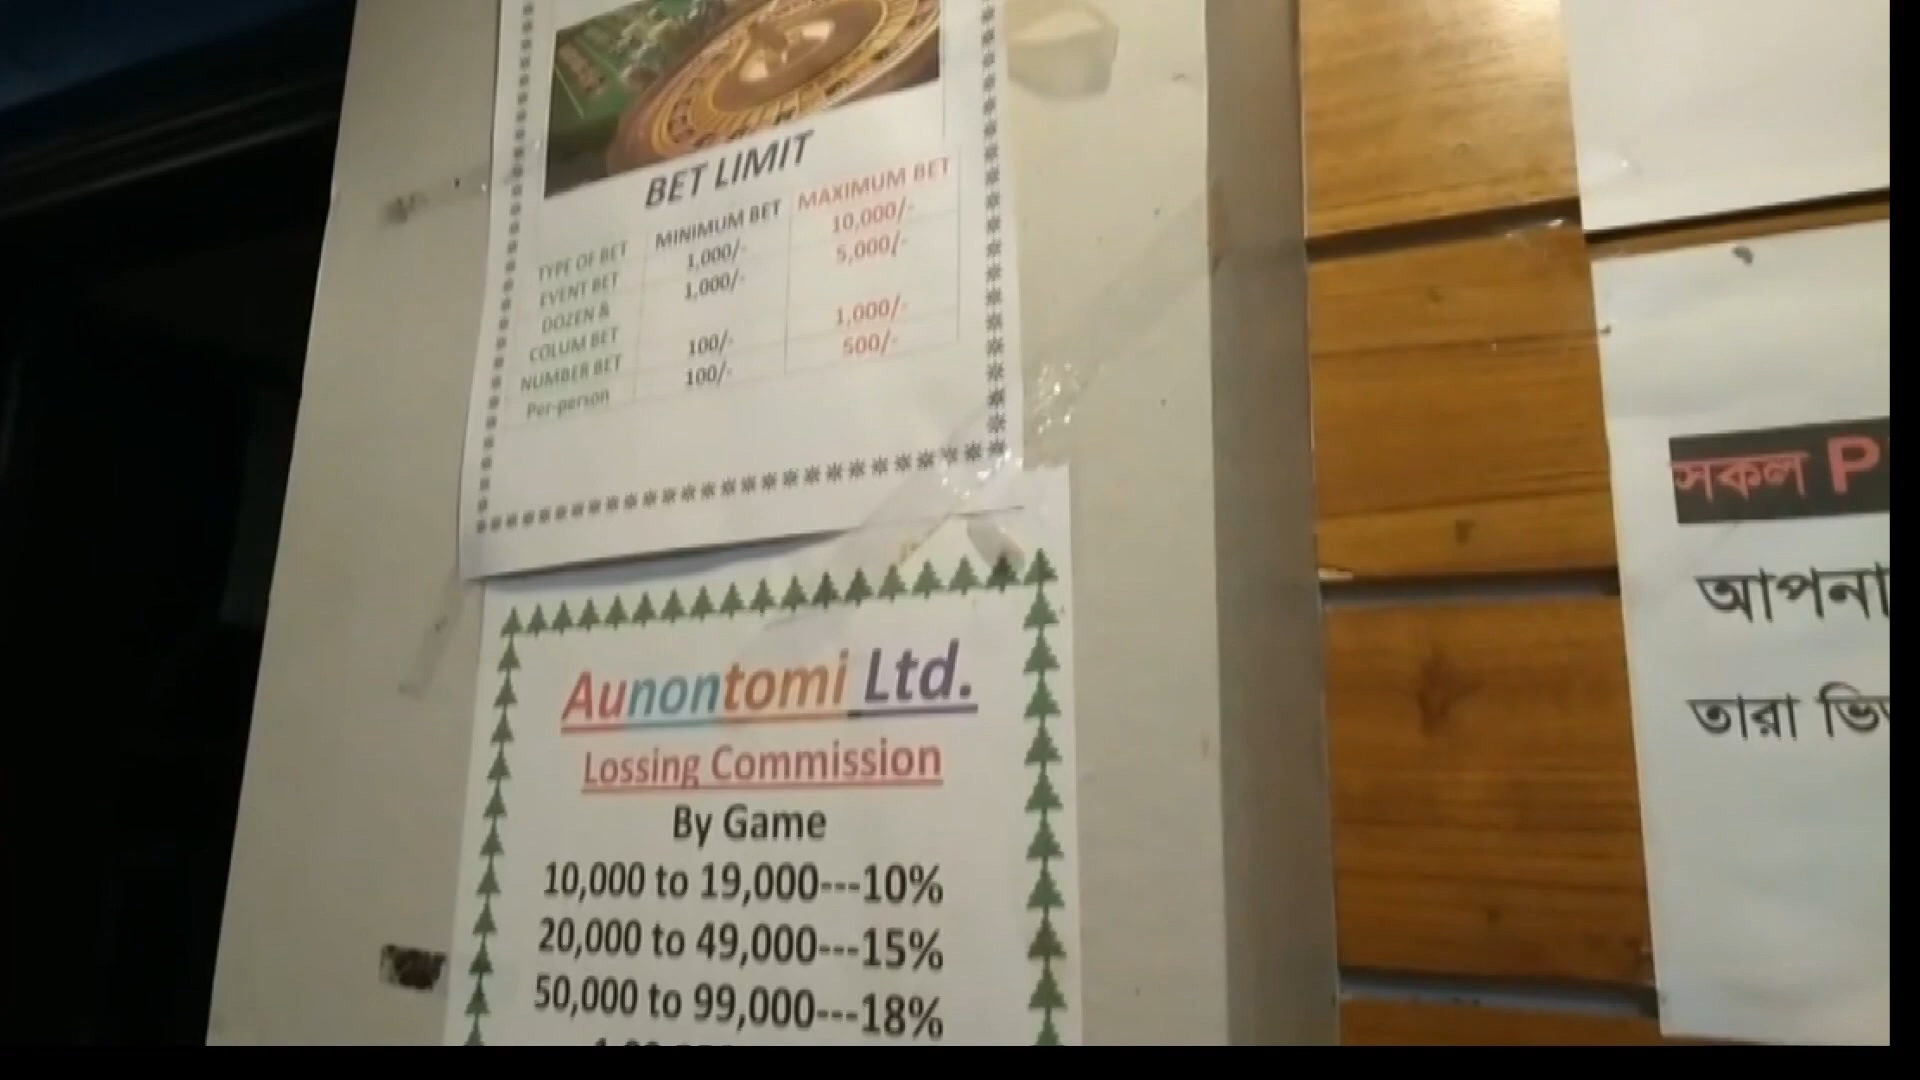 BET LIMIT
TYPE OF BET MINIMUM BET MAXIMUM BET
EVENT BET 1,000/- 10,000/-
DOZEN & 1,000/- 5,000/-
COLUM BET
NUMBER BET 100/- 1,000/-
Per-person 100/- 500/-
Aunontomi Ltd.
Lossing Commission
By Game
10,000 to 19,000---10%
20,000 to 49,000---15%
50,000 to 99,000---18%
সকল P
আপনা
তারা